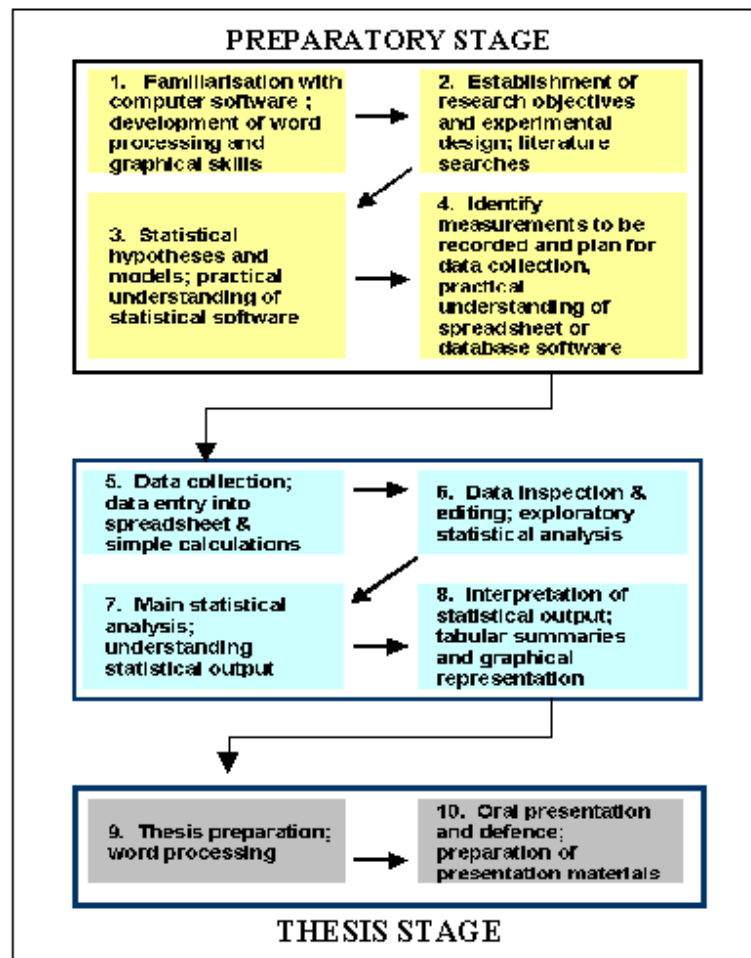 PREPARATORY STAGE
1. Familiarisation with
computer software ;
development of word
processing and
graphical skills
2. Establishment of
research objectives
and experimental
design; literature
searches
3. Statistical
hypotheses and
models; practical
understanding of
statistical software
4. Identify
measurements to be
recorded and plan for
data collection,
practical
understanding of
spreadsheet or
database software
5. Data collection;
data entry into
spreadsheet &
simple calculations
6. Data inspection &
editing; exploratory
statistical analysis
7. Main statistical
analysis;
understanding
statistical output
8. Interpretation of
statistical output;
tabular summaries
and graphical
representation
9. Thesis preparation;
word processing
10. Oral presentation
and defence;
preparation of
presentation materials
THESIS STAGE